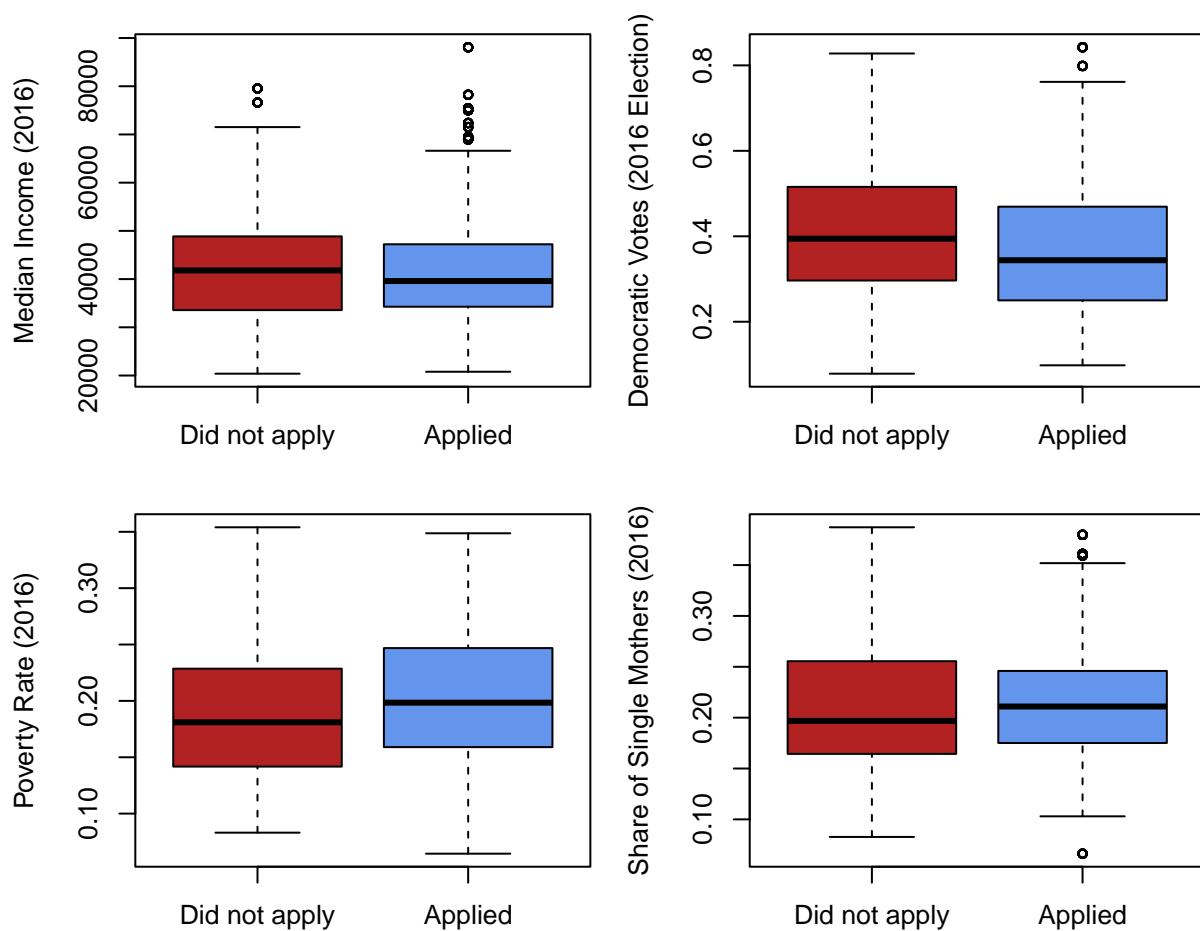 Median Income (2016)
80000
60000
40000
20000
Did not apply
Applied
Democratic Votes (2016 Election)
0.8
0.6
0.4
0.2
Did not apply
Applied
Poverty Rate (2016)
0.30
0.20
0.10
Did not apply
Applied
Share of Single Mothers (2016)
0.30
0.20
0.10
Did not apply
Applied